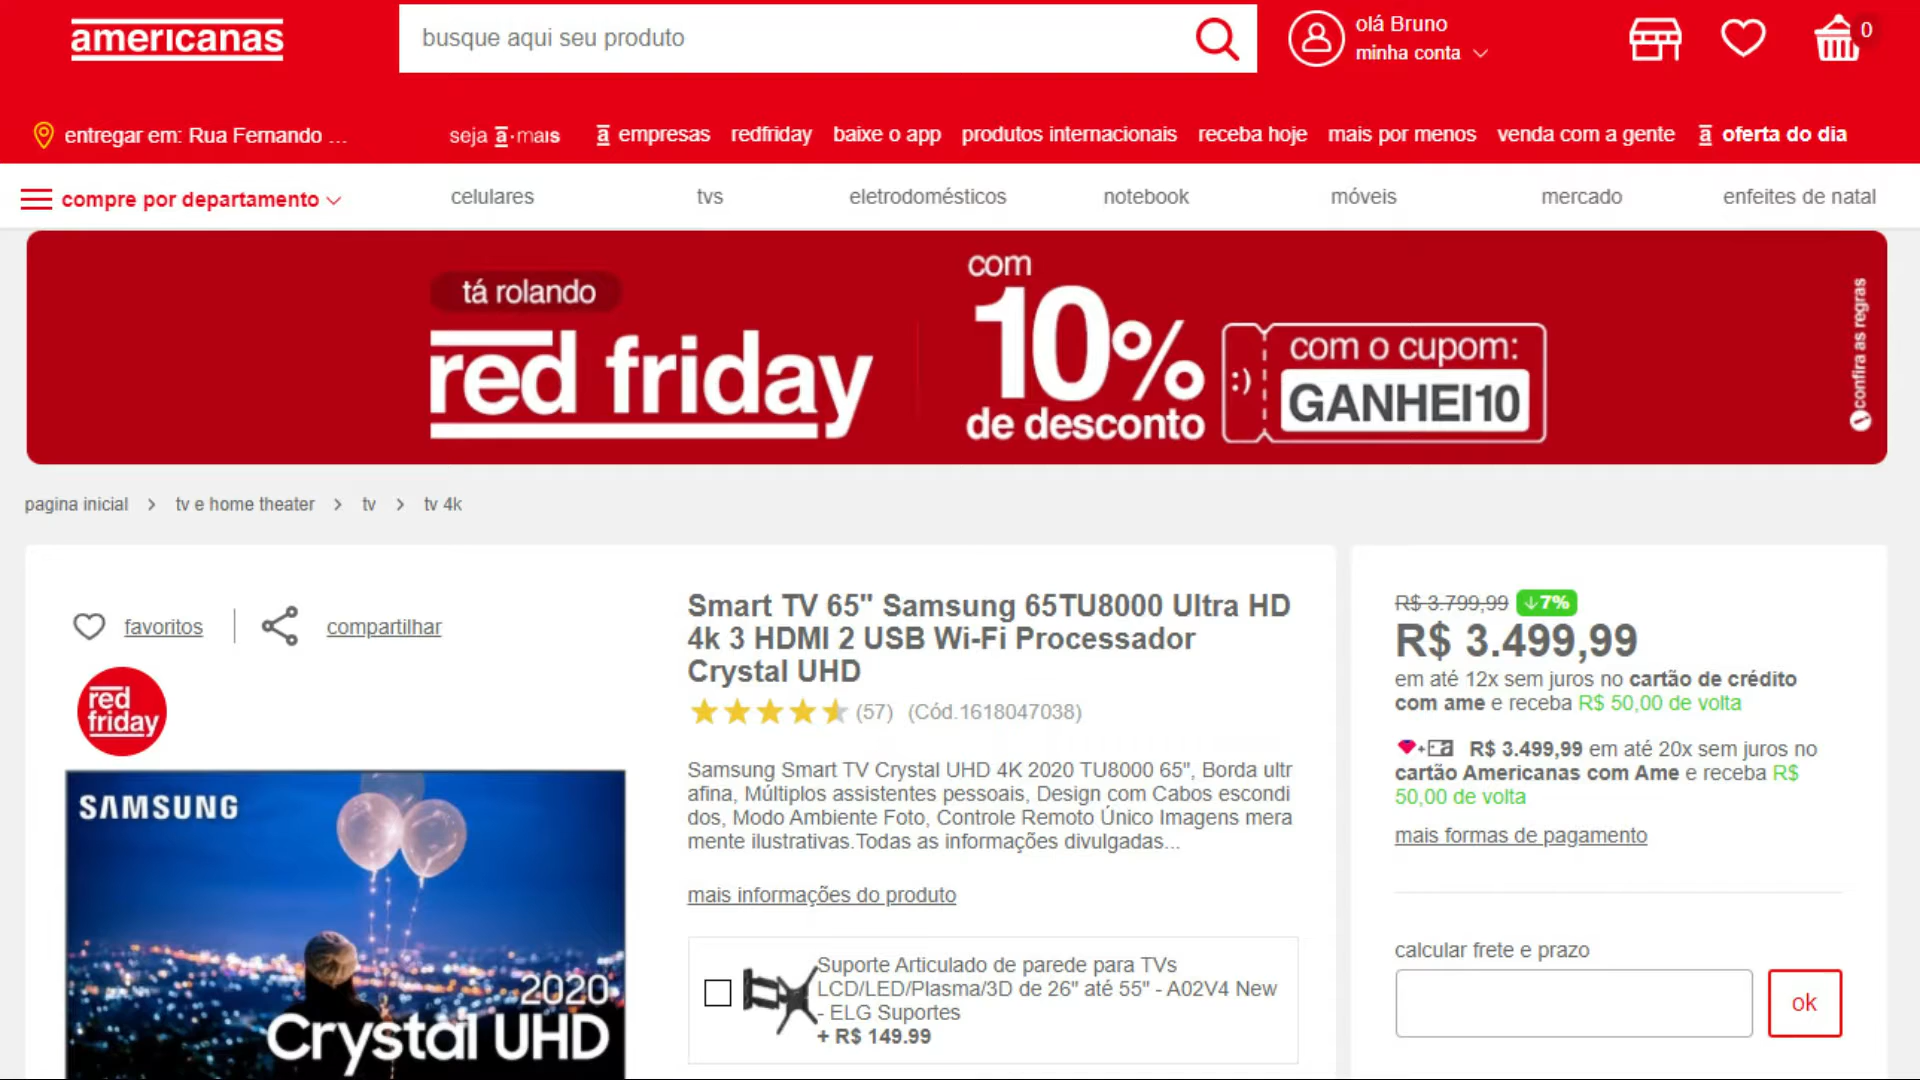 americanas
busque aqui seu produto
olá Bruno
minha conta
0
entregar em: Rua Fernando ...
seja a·mais
a empresas
redfriday
baixe o app
produtos internacionais
receba hoje
mais por menos
venda com a gente
a oferta do dia
compre por departamento
celulares
tvs
eletrodomésticos
notebook
móveis
mercado
enfeites de natal
tá rolando
red friday
com
10%
de desconto
:)
com o cupom:
GANHEI10
confira as regras
pagina inicial > tv e home theater > tv > tv 4k
favoritos
compartilhar
red
friday
SAMSUNG
2020
Crystal UHD
Smart TV 65" Samsung 65TU8000 Ultra HD
4k 3 HDMI 2 USB Wi-Fi Processador
Crystal UHD
(57) (Cód.1618047038)
Samsung Smart TV Crystal UHD 4K 2020 TU8000 65", Borda ultr
afina, Múltiplos assistentes pessoais, Design com Cabos escondi
dos, Modo Ambiente Foto, Controle Remoto Único Imagens mera
mente ilustrativas.Todas as informações divulgadas...
mais informações do produto
Suporte Articulado de parede para TVs
LCD/LED/Plasma/3D de 26" até 55" - A02V4 New
- ELG Suportes
+ R$ 149.99
R$ 3.799,99 ↓7%
R$ 3.499,99
em até 12x sem juros no cartão de crédito
com ame e receba R$ 50,00 de volta
R$ 3.499,99 em até 20x sem juros no
cartão Americanas com Ame e receba R$
50,00 de volta
mais formas de pagamento
calcular frete e prazo
ok